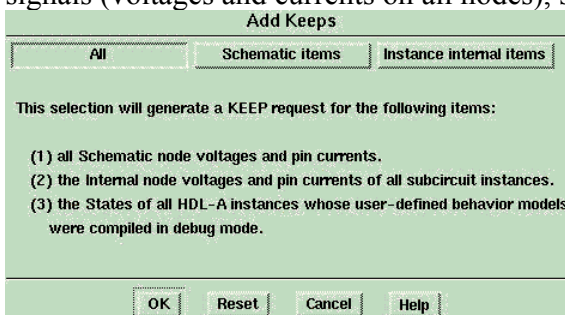 signals (voltages and currents on all nodes), s
Add Keeps
All Schematic items Instance internal items
This selection will generate a KEEP request for the following items:
(1) all Schematic node voltages and pin currents.
(2) the Internal node voltages and pin currents of all subcircuit instances.
(3) the States of all HDL-A instances whose user-defined behavior models
were compiled in debug mode.
OK Reset Cancel Help